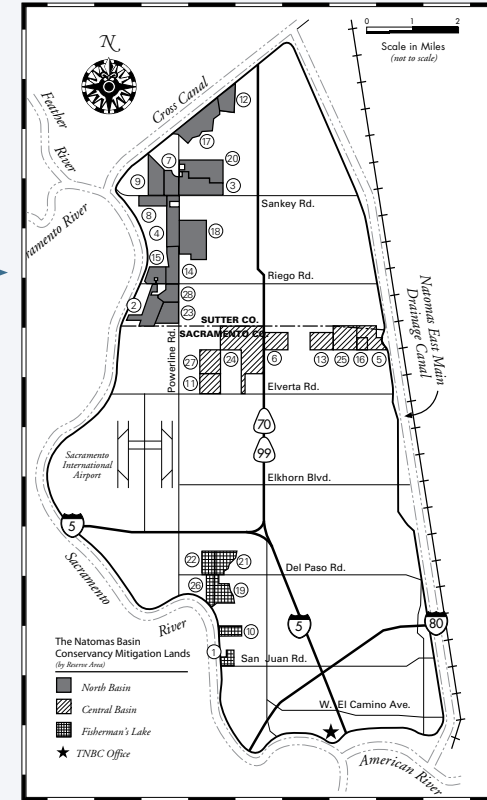 0 1 2
Scale in Miles
(not to scale)
N
Feather
River
Cross Canal
12
17
7
20
9
3
Sankey Rd.
8
4
18
ramento River
15
14
Riego Rd.
2
28
23
SUTTER CO.
SACRAMENTO CO.
Powerline Rd.
27
24
6
13
25
16
5
11
Elverta Rd.
Natomas East Main
Drainage Canal
70
99
Sacramento
International
Airport
Elkhorn Blvd.
5
22
21
Del Paso Rd.
26
19
Sacramento
River
10
5
80
1
San Juan Rd.
The Natomas Basin
Conservancy Mitigation Lands
(by Reserve Area)
North Basin
Central Basin
Fisherman's Lake
TNBC Office
W. El Camino Ave.
American River